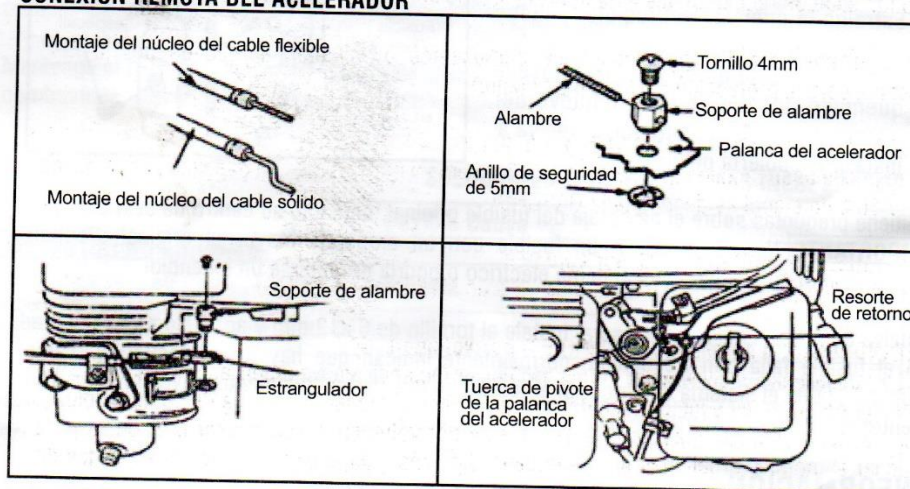 CONEXIÓN REMOTA DEL ACELERADOR
Montaje del núcleo del cable flexible
Montaje del núcleo del cable sólido
Tornillo 4mm
Alambre
Soporte de alambre
Palanca del acelerador
Anillo de seguridad
de 5mm
Soporte de alambre
Estrangulador
Resorte
de retorno
Tuerca de pivote
de la palanca
del acelerador